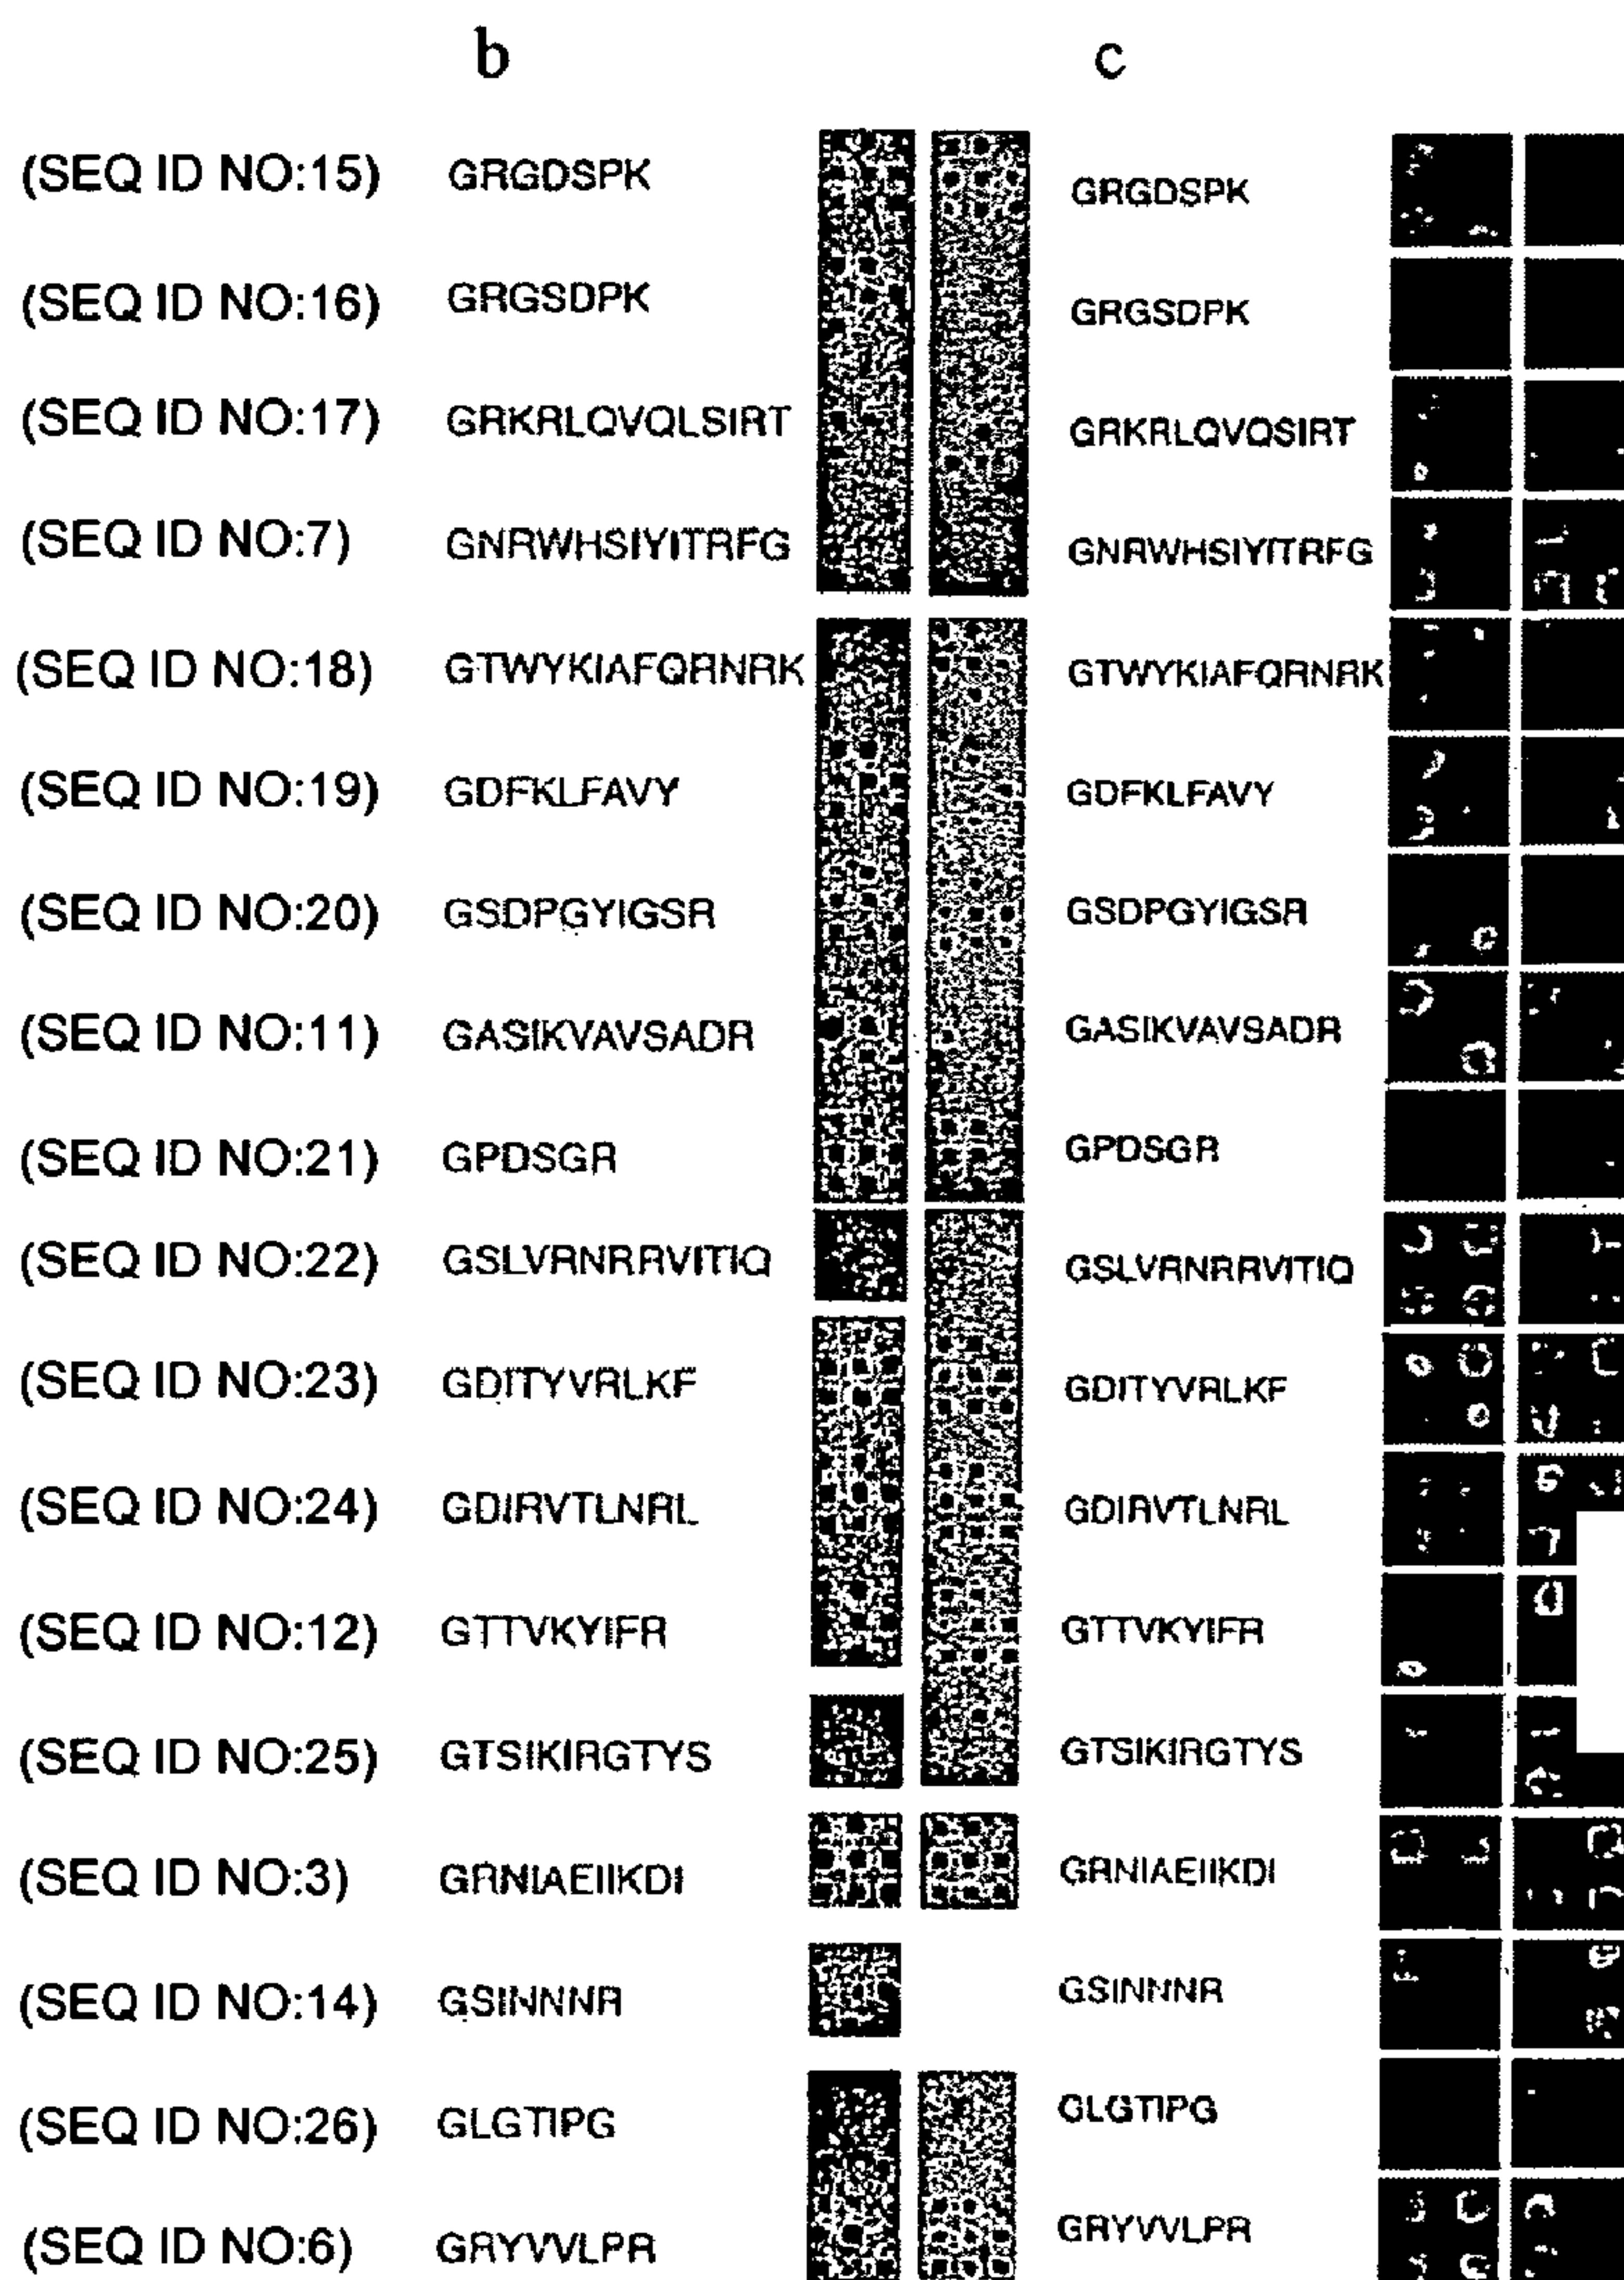 b c
(SEQ ID NO:15) GRGDSPK GRGDSPK
(SEQ ID NO:16) GRGSDPK GRGSDPK
(SEQ ID NO:17) GRKRLQVQLSIRT GRKRLQVQSIRT
(SEQ ID NO:7) GNRWHSIYITRFG GNRWHSIYITRFG
(SEQ ID NO:18) GTWYKIAFQRNRK GTWYKIAFQRNRK
(SEQ ID NO:19) GDFKLFAVY GDFKLFAVY
(SEQ ID NO:20) GSDPGYIGSR GSDPGYIGSR
(SEQ ID NO:11) GASIKVAVSADR GASIKVAVSADR
(SEQ ID NO:21) GPDSGR GPDSGR
(SEQ ID NO:22) GSLVRNRRVITIQ GSLVRNRRVITIQ
(SEQ ID NO:23) GDITYVRLKF GDITYVRLKF
(SEQ ID NO:24) GDIRVTLNRL GDIRVTLNRL
(SEQ ID NO:12) GTTVKYIFR GTTVKYIFR
(SEQ ID NO:25) GTSIKIRGTYS GTSIKIRGTYS
(SEQ ID NO:3) GRNIAEIIKDI GRNIAEIIKDI
(SEQ ID NO:14) GSINNNR GSINNNR
(SEQ ID NO:26) GLGTIPG GLGTIPG
(SEQ ID NO:6) GRYVVLPR GRYVVLPR